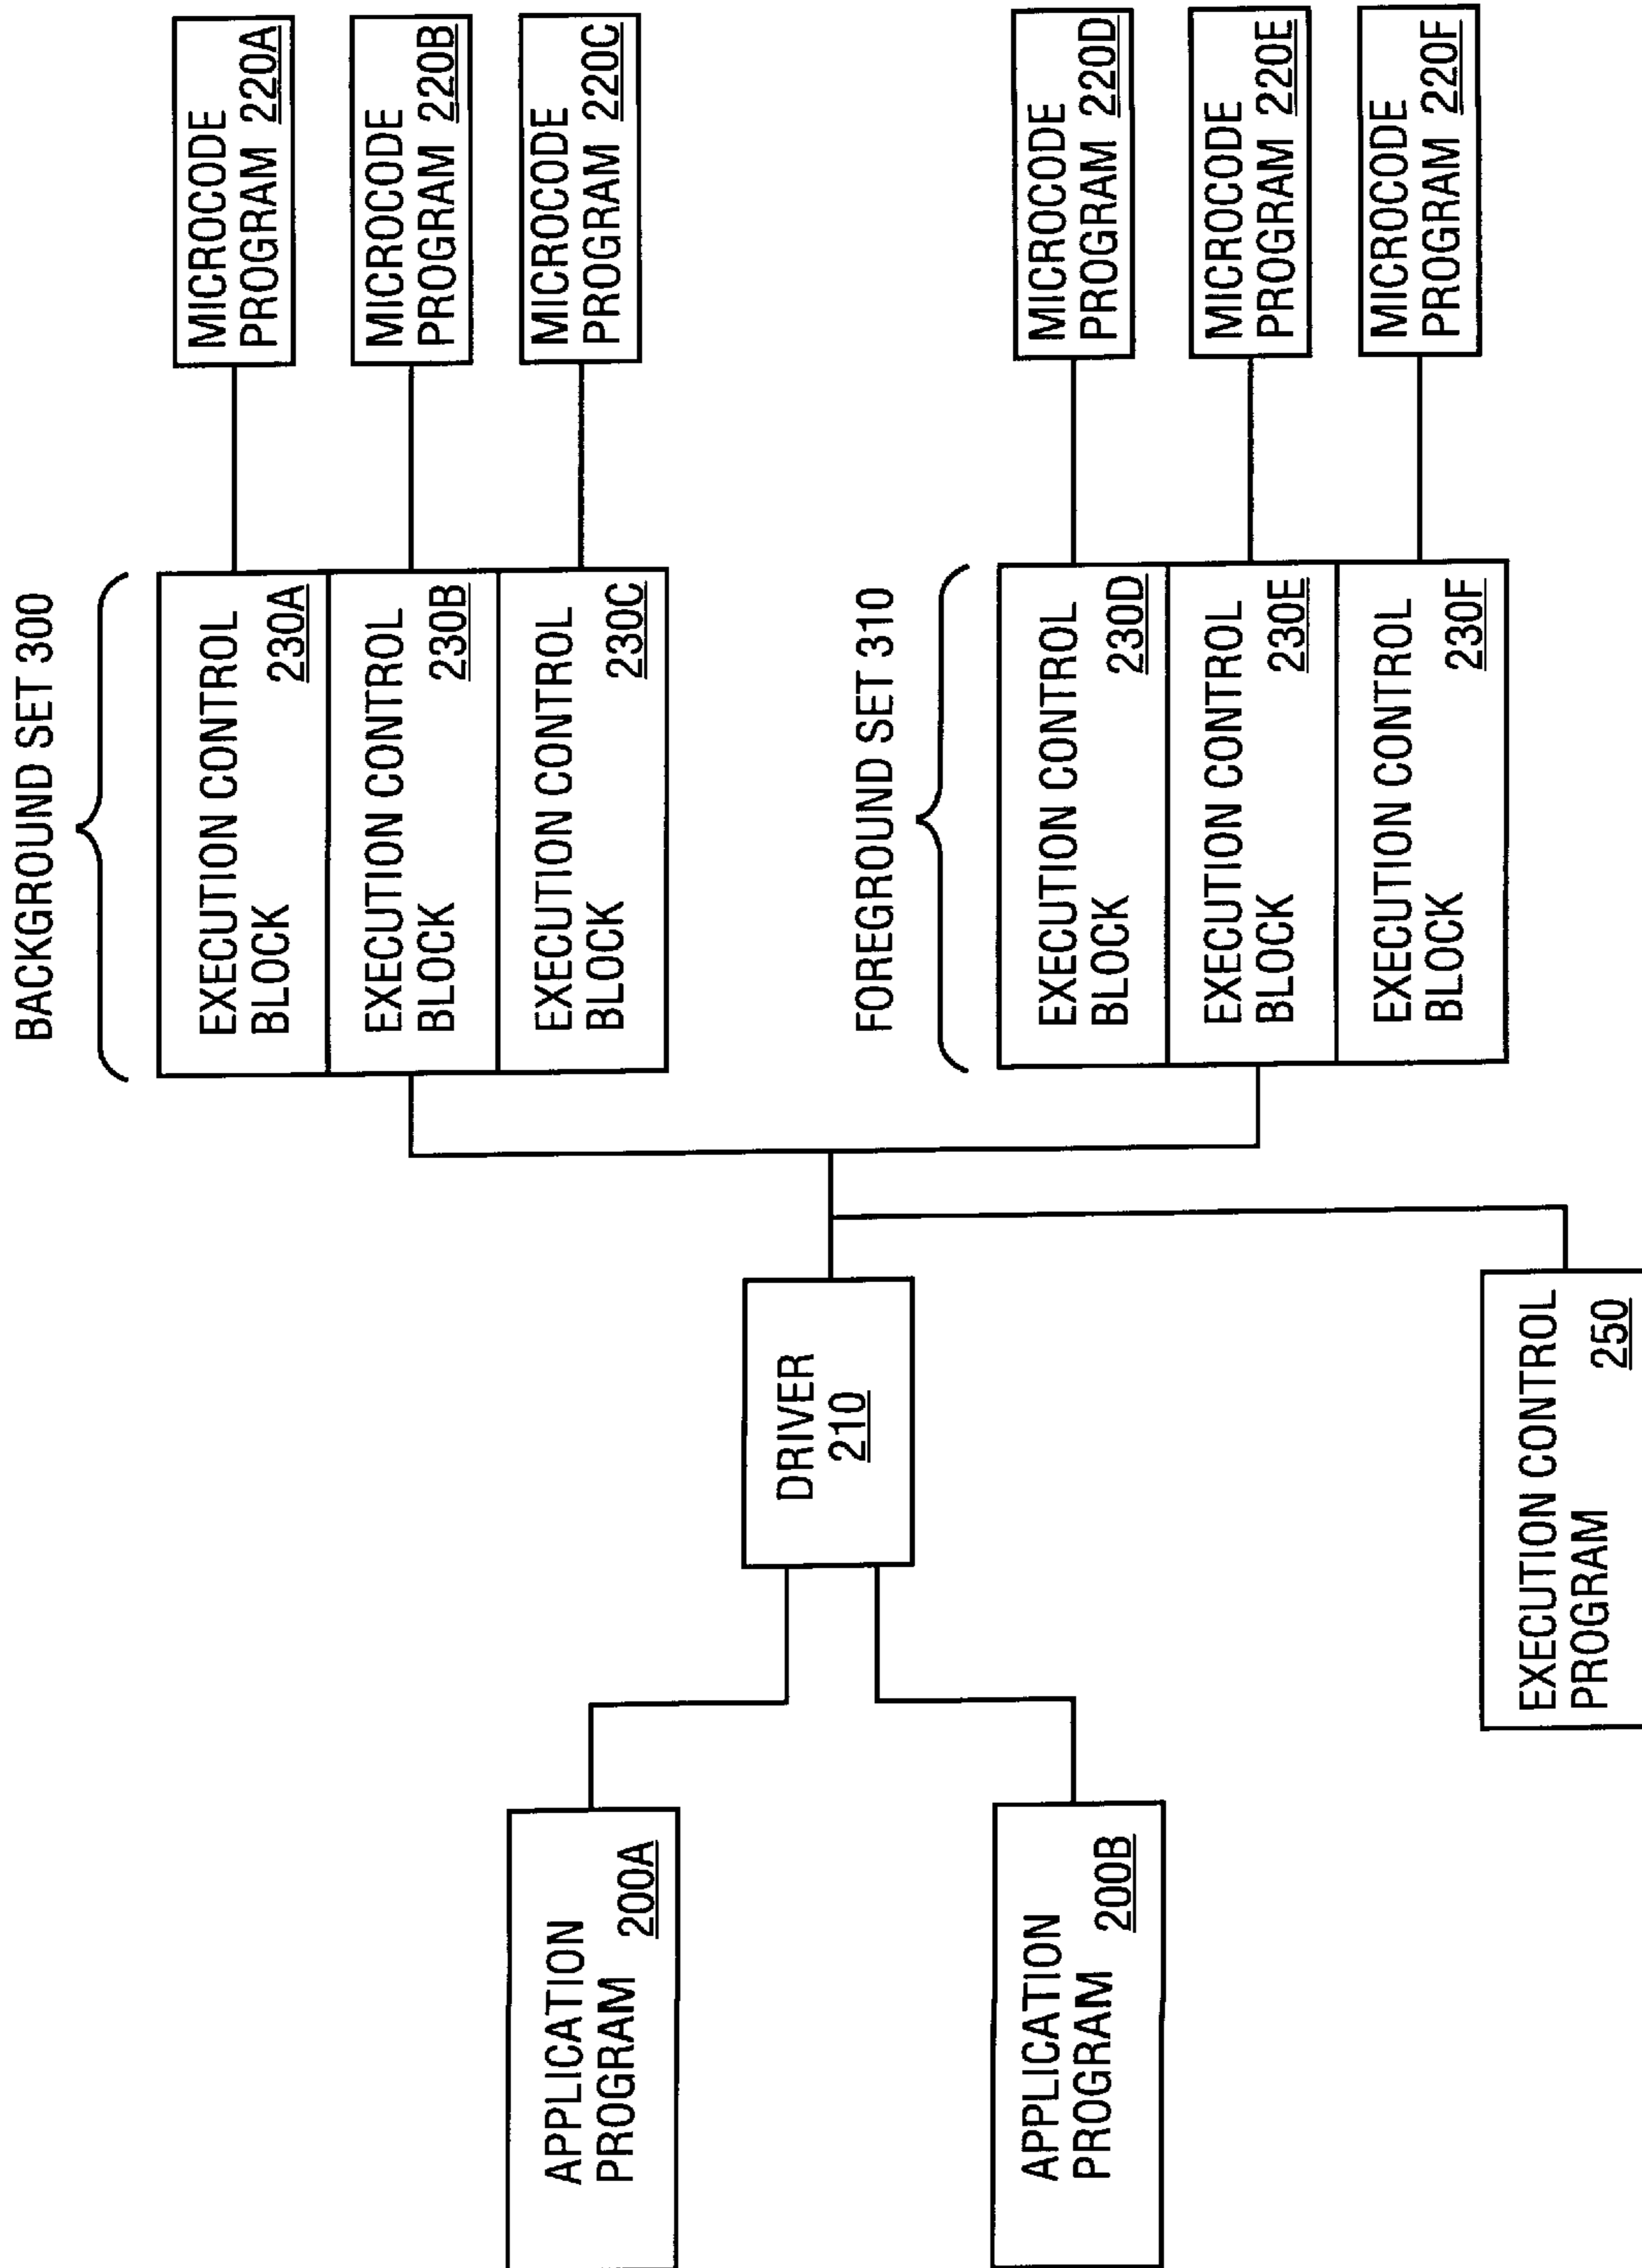 BACKGROUND SET 300
EXECUTION CONTROL
BLOCK
230A
EXECUTION CONTROL
BLOCK
230B
EXECUTION CONTROL
BLOCK
230C
MICROCODE
PROGRAM 220A
MICROCODE
PROGRAM 220B
MICROCODE
PROGRAM 220C
APPLICATION
PROGRAM 200A
APPLICATION
PROGRAM 200B
DRIVER
210
FOREGROUND SET 310
EXECUTION CONTROL
BLOCK
230D
EXECUTION CONTROL
BLOCK
230E
EXECUTION CONTROL
BLOCK
230F
MICROCODE
PROGRAM 220D
MICROCODE
PROGRAM 220E
MICROCODE
PROGRAM 220F
EXECUTION CONTROL
PROGRAM
250